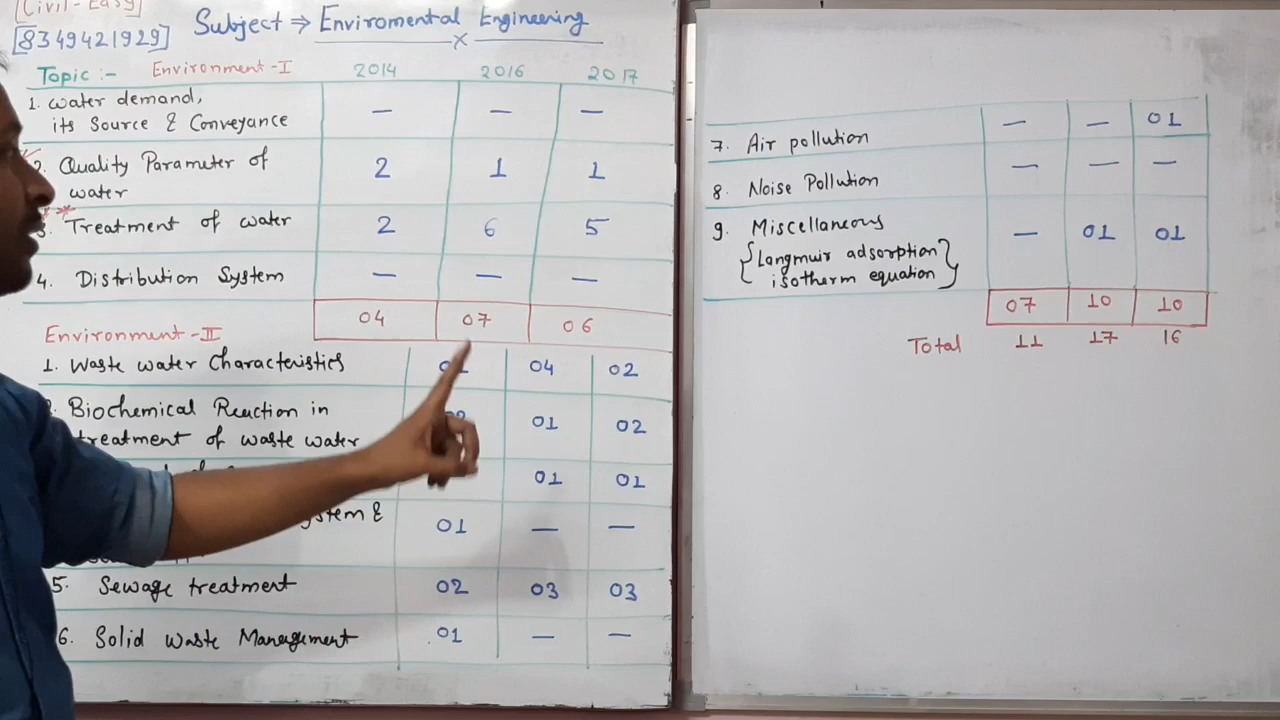 [Civil-Easy]
[8349421929] Subject ⇒ Enviromental Engineering
x
Topic :- Environment-I 2014 2016 2017
1. water demand,
its Source & Conveyance — — —
2. Quality Parameter of
water 2 1 1
3. Treatment of water 2 6 5
4. Distribution System — — —
04 07 06
Environment-II
1. Waste water Characteristics 04 02
Biochemical Reaction in
treatment of waste water 01 02
01 01
System & 01 — —
5. Sewage treatment 02 03 03
6. Solid Waste Management 01 — —
7. Air pollution — — 01
8. Noise Pollution — — —
9. Miscellaneous — 01 01
{Langmuir adsorption
isotherm equation}
07 10 10
Total 11 17 16